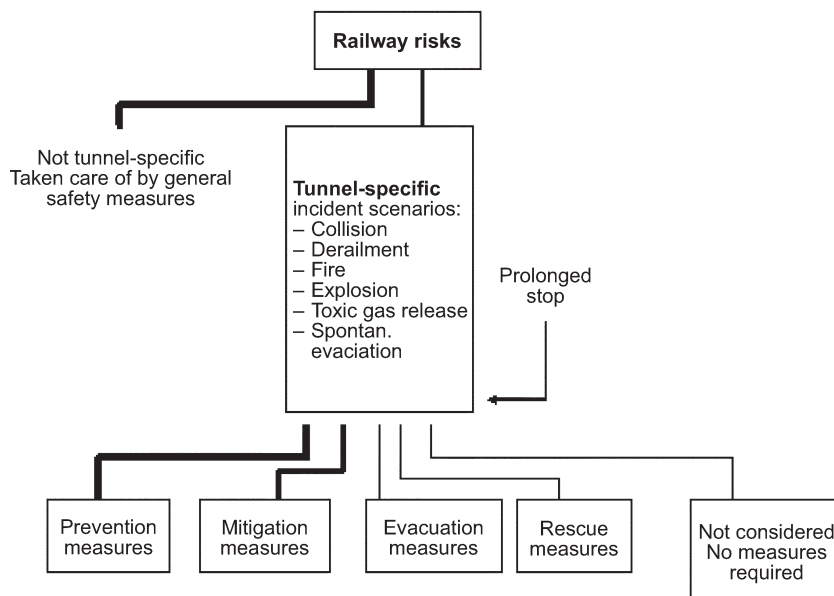 Railway risks
Not tunnel-specific
Taken care of by general
safety measures
Tunnel-specific
incident scenarios:
– Collision
– Derailment
– Fire
– Explosion
– Toxic gas release
– Spontan.
evaciation
Prolonged
stop
Prevention
measures
Mitigation
measures
Evacuation
measures
Rescue
measures
Not considered
No measures
required